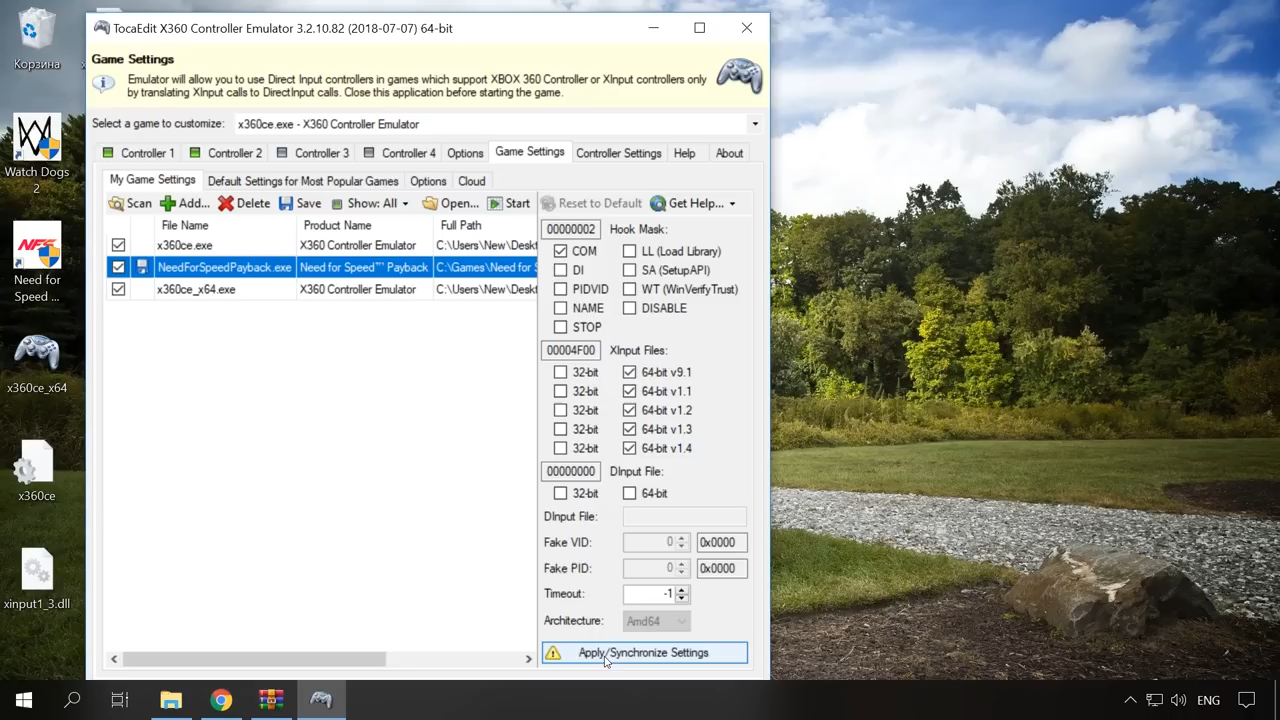 Корзина
Watch Dogs
2
Need for
Speed ...
x360ce_x64
x360ce
xinput1_3.dll
TocaEdit X360 Controller Emulator 3.2.10.82 (2018-07-07) 64-bit
Game Settings
Emulator will allow you to use Direct Input controllers in games which support XBOX 360 Controller or XInput controllers only
by translating XInput calls to DirectInput calls. Close this application before starting the game.
Select a game to customize: x360ce.exe - X360 Controller Emulator
Controller 1 Controller 2 Controller 3 Controller 4 Options Game Settings Controller Settings Help About
My Game Settings Default Settings for Most Popular Games Options Cloud
Scan Add... Delete Save Show: All Open... Start
File Name Product Name Full Path
x360ce.exe X360 Controller Emulator C:\Users\New\Deskt
NeedForSpeedPayback.exe Need for Speed™ Payback C:\Games\Need for S
x360ce_x64.exe X360 Controller Emulator C:\Users\New\Deskt
Reset to Default Get Help...
00000002 Hook Mask:
COM LL (Load Library)
DI SA (SetupAPI)
PIDVID WT (WinVerifyTrust)
NAME DISABLE
STOP
00004F00 XInput Files:
32-bit 64-bit v9.1
32-bit 64-bit v1.1
32-bit 64-bit v1.2
32-bit 64-bit v1.3
32-bit 64-bit v1.4
00000000 DInput File:
32-bit 64-bit
DInput File:
Fake VID: 0 0x0000
Fake PID: 0 0x0000
Timeout: -1
Architecture: Amd64
Apply/Synchronize Settings
ENG